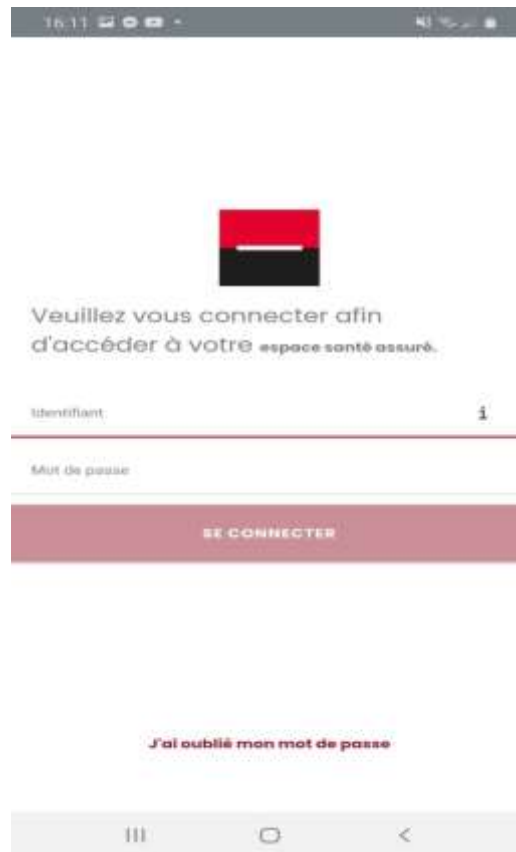 16:11
Veuillez vous connecter afin
d'accéder à votre espace santé assuré.
Identifiant i
Mot de passe
SE CONNECTER
J'ai oublié mon mot de passe